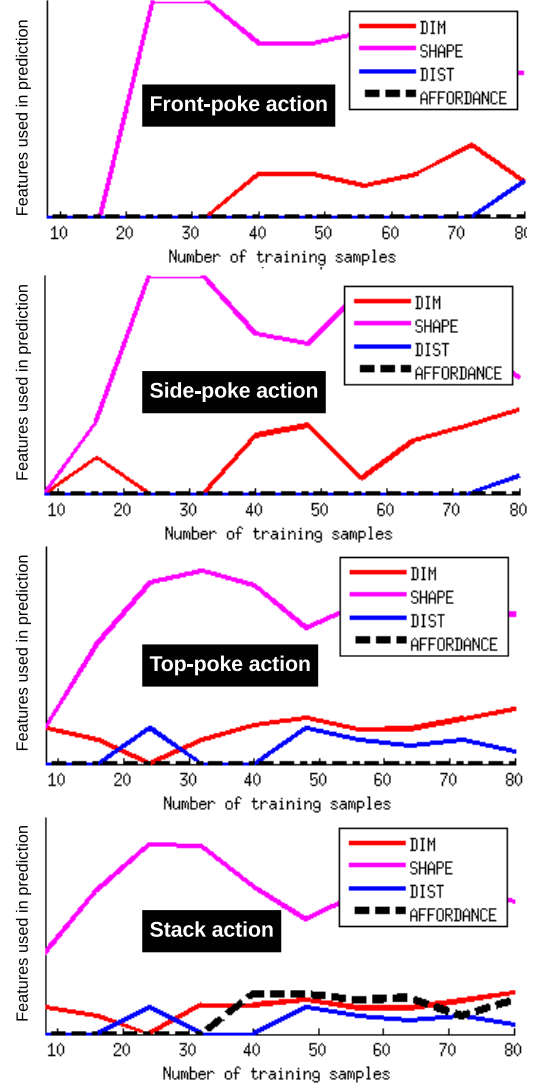 Features used in prediction
DIM
SHAPE
DIST
AFFORDANCE
Front-poke action
10 20 30 40 50 60 70 80
Number of training samples
Features used in prediction
DIM
SHAPE
DIST
AFFORDANCE
Side-poke action
10 20 30 40 50 60 70 80
Number of training samples
Features used in prediction
DIM
SHAPE
DIST
AFFORDANCE
Top-poke action
10 20 30 40 50 60 70 80
Number of training samples
Features used in prediction
DIM
SHAPE
DIST
AFFORDANCE
Stack action
10 20 30 40 50 60 70 80
Number of training samples